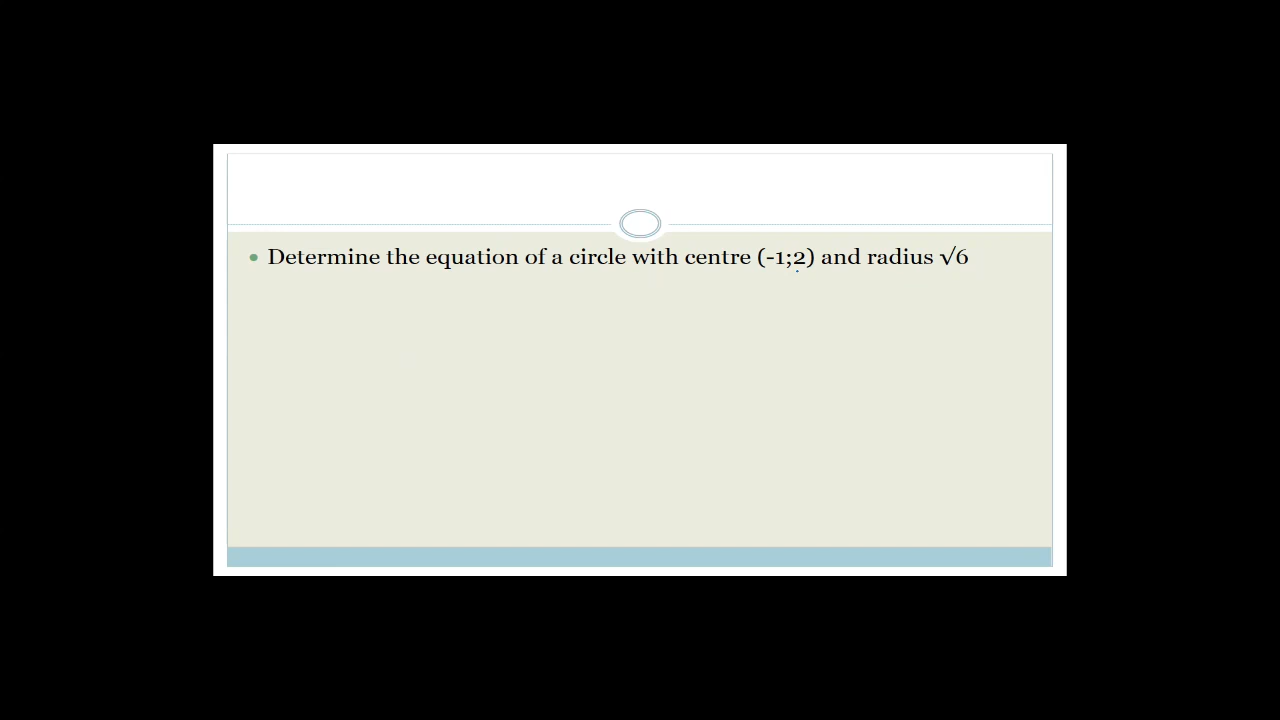 • Determine the equation of a circle with centre (-1;2) and radius √6